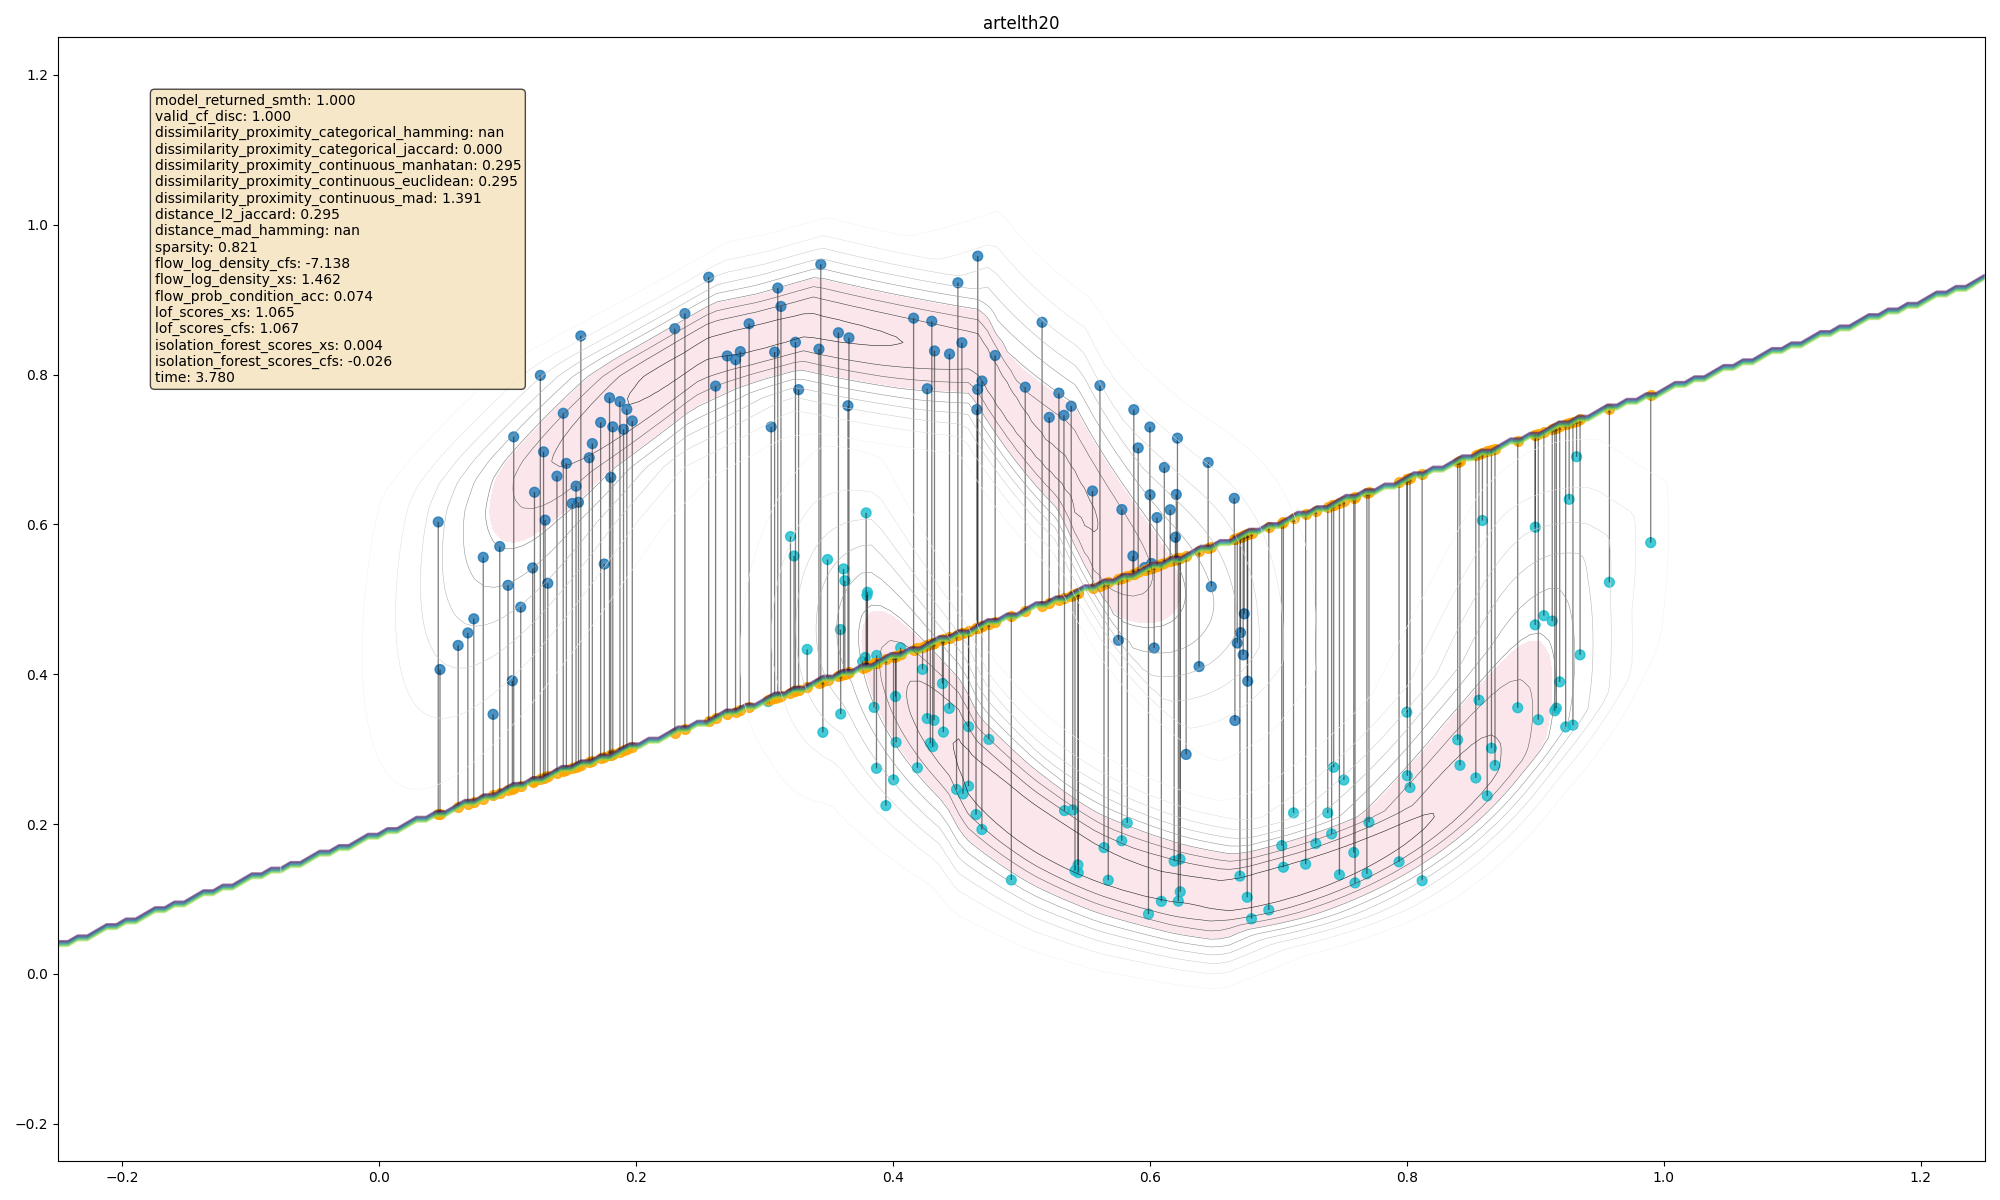 artelth20
1.2
1.0
0.8
0.6
0.4
0.2
0.0
−0.2
model_returned_smth: 1.000
valid_cf_disc: 1.000
dissimilarity_proximity_categorical_hamming: nan
dissimilarity_proximity_categorical_jaccard: 0.000
dissimilarity_proximity_continuous_manhatan: 0.295
dissimilarity_proximity_continuous_euclidean: 0.295
dissimilarity_proximity_continuous_mad: 1.391
distance_l2_jaccard: 0.295
distance_mad_hamming: nan
sparsity: 0.821
flow_log_density_cfs: -7.138
flow_log_density_xs: 1.462
flow_prob_condition_acc: 0.074
lof_scores_xs: 1.065
lof_scores_cfs: 1.067
isolation_forest_scores_xs: 0.004
isolation_forest_scores_cfs: -0.026
time: 3.780
−0.2 0.0 0.2 0.4 0.6 0.8 1.0 1.2